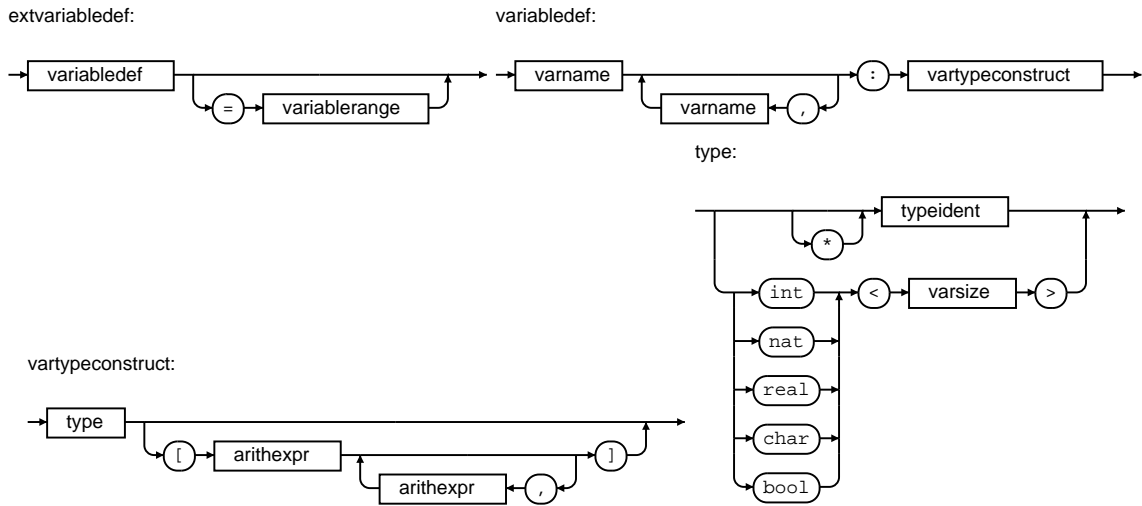 extvariabledef:
variabledef:
variabledef
= variablerange
varname : vartypeconstruct
varname ,
type:
typeident
*
int < varsize >
nat
real
char
bool
vartypeconstruct:
type
[ arithexpr ]
arithexpr ,